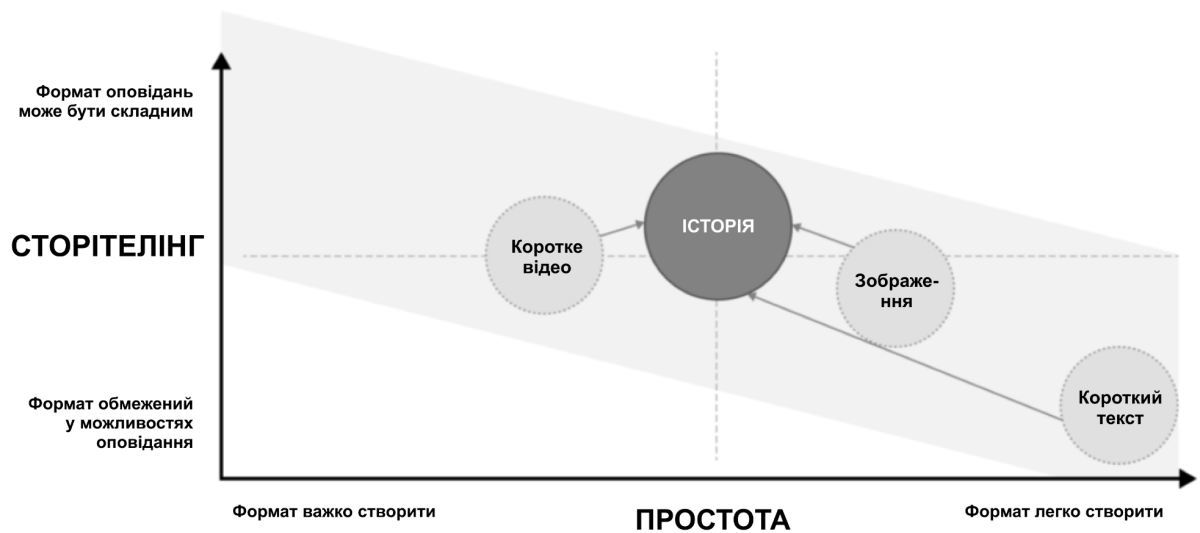 Формат оповідань
може бути складним
СТОРІТЕЛІНГ
Формат обмежений
у можливостях
оповідання
Коротке
відео
ІСТОРІЯ
Зображе-
ння
Короткий
текст
Формат важко створити
ПРОСТОТА
Формат легко створити